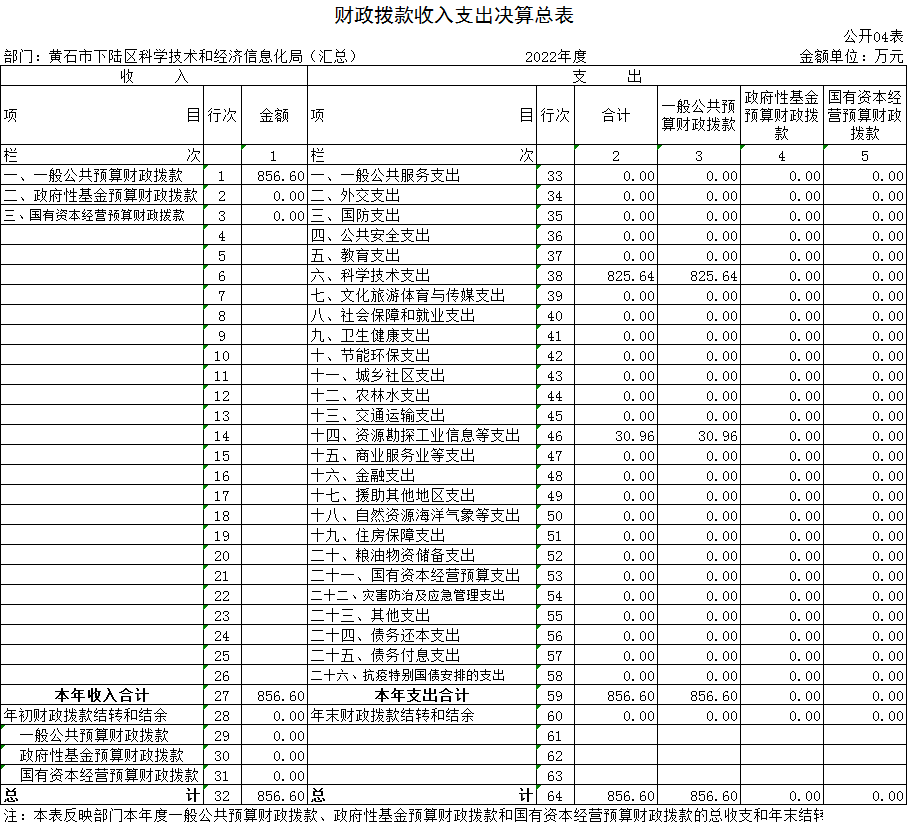 财政拨款收入支出决算总表
公开04表
部门：黄石市下陆区科学技术和经济信息化局（汇总） 2022年度 金额单位：万元
收 入 支 出
项 目 行次 金额 项 目 行次 合计 一般公共预算财政拨款 政府性基金预算财政拨款 国有资本经营预算财政拨款
栏 次 1 栏 次 2 3 4 5
一、一般公共预算财政拨款 1 856.60 一、一般公共服务支出 33 0.00 0.00 0.00 0.00
二、政府性基金预算财政拨款 2 0.00 二、外交支出 34 0.00 0.00 0.00 0.00
三、国有资本经营预算财政拨款 3 0.00 三、国防支出 35 0.00 0.00 0.00 0.00
4 四、公共安全支出 36 0.00 0.00 0.00 0.00
5 五、教育支出 37 0.00 0.00 0.00 0.00
6 六、科学技术支出 38 825.64 825.64 0.00 0.00
7 七、文化旅游体育与传媒支出 39 0.00 0.00 0.00 0.00
8 八、社会保障和就业支出 40 0.00 0.00 0.00 0.00
9 九、卫生健康支出 41 0.00 0.00 0.00 0.00
10 十、节能环保支出 42 0.00 0.00 0.00 0.00
11 十一、城乡社区支出 43 0.00 0.00 0.00 0.00
12 十二、农林水支出 44 0.00 0.00 0.00 0.00
13 十三、交通运输支出 45 0.00 0.00 0.00 0.00
14 十四、资源勘探工业信息等支出 46 30.96 30.96 0.00 0.00
15 十五、商业服务业等支出 47 0.00 0.00 0.00 0.00
16 十六、金融支出 48 0.00 0.00 0.00 0.00
17 十七、援助其他地区支出 49 0.00 0.00 0.00 0.00
18 十八、自然资源海洋气象等支出 50 0.00 0.00 0.00 0.00
19 十九、住房保障支出 51 0.00 0.00 0.00 0.00
20 二十、粮油物资储备支出 52 0.00 0.00 0.00 0.00
21 二十一、国有资本经营预算支出 53 0.00 0.00 0.00 0.00
22 二十二、灾害防治及应急管理支出 54 0.00 0.00 0.00 0.00
23 二十三、其他支出 55 0.00 0.00 0.00 0.00
24 二十四、债务还本支出 56 0.00 0.00 0.00 0.00
25 二十五、债务付息支出 57 0.00 0.00 0.00 0.00
26 二十六、抗疫特别国债安排的支出 58 0.00 0.00 0.00 0.00
本年收入合计 27 856.60 本年支出合计 59 856.60 856.60 0.00 0.00
年初财政拨款结转和结余 28 0.00 年末财政拨款结转和结余 60 0.00 0.00 0.00 0.00
一般公共预算财政拨款 29 0.00 61
政府性基金预算财政拨款 30 0.00 62
国有资本经营预算财政拨款 31 0.00 63
总 计 32 856.60 总 计 64 856.60 856.60 0.00 0.00
注：本表反映部门本年度一般公共预算财政拨款、政府性基金预算财政拨款和国有资本经营预算财政拨款的总收支和年末结转